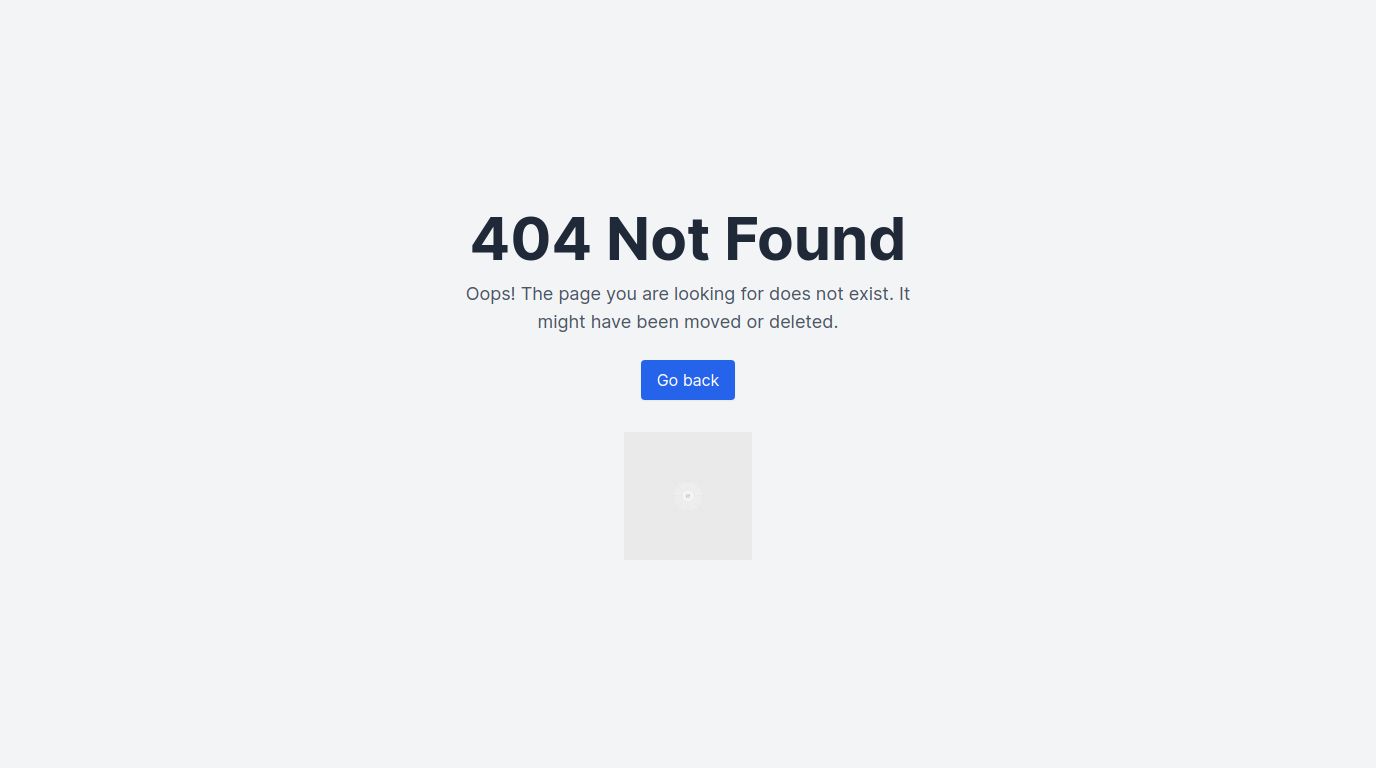 404 Not Found
Oops! The page you are looking for does not exist. It
might have been moved or deleted.
Go back